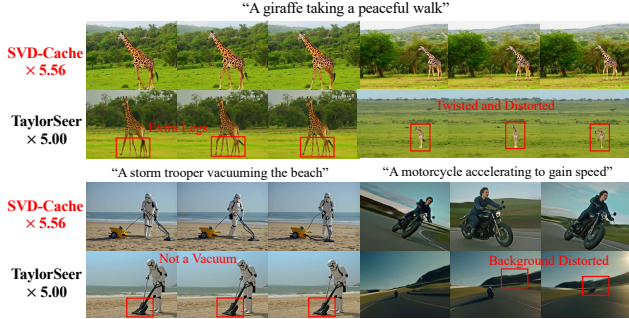 “A giraffe taking a peaceful walk”
SVD-Cache
× 5.56
TaylorSeer
× 5.00
Extra Legs
Twisted and Distorted
“A storm trooper vacuuming the beach”
“A motorcycle accelerating to gain speed”
SVD-Cache
× 5.56
TaylorSeer
× 5.00
Not a Vacuum
Background Distorted